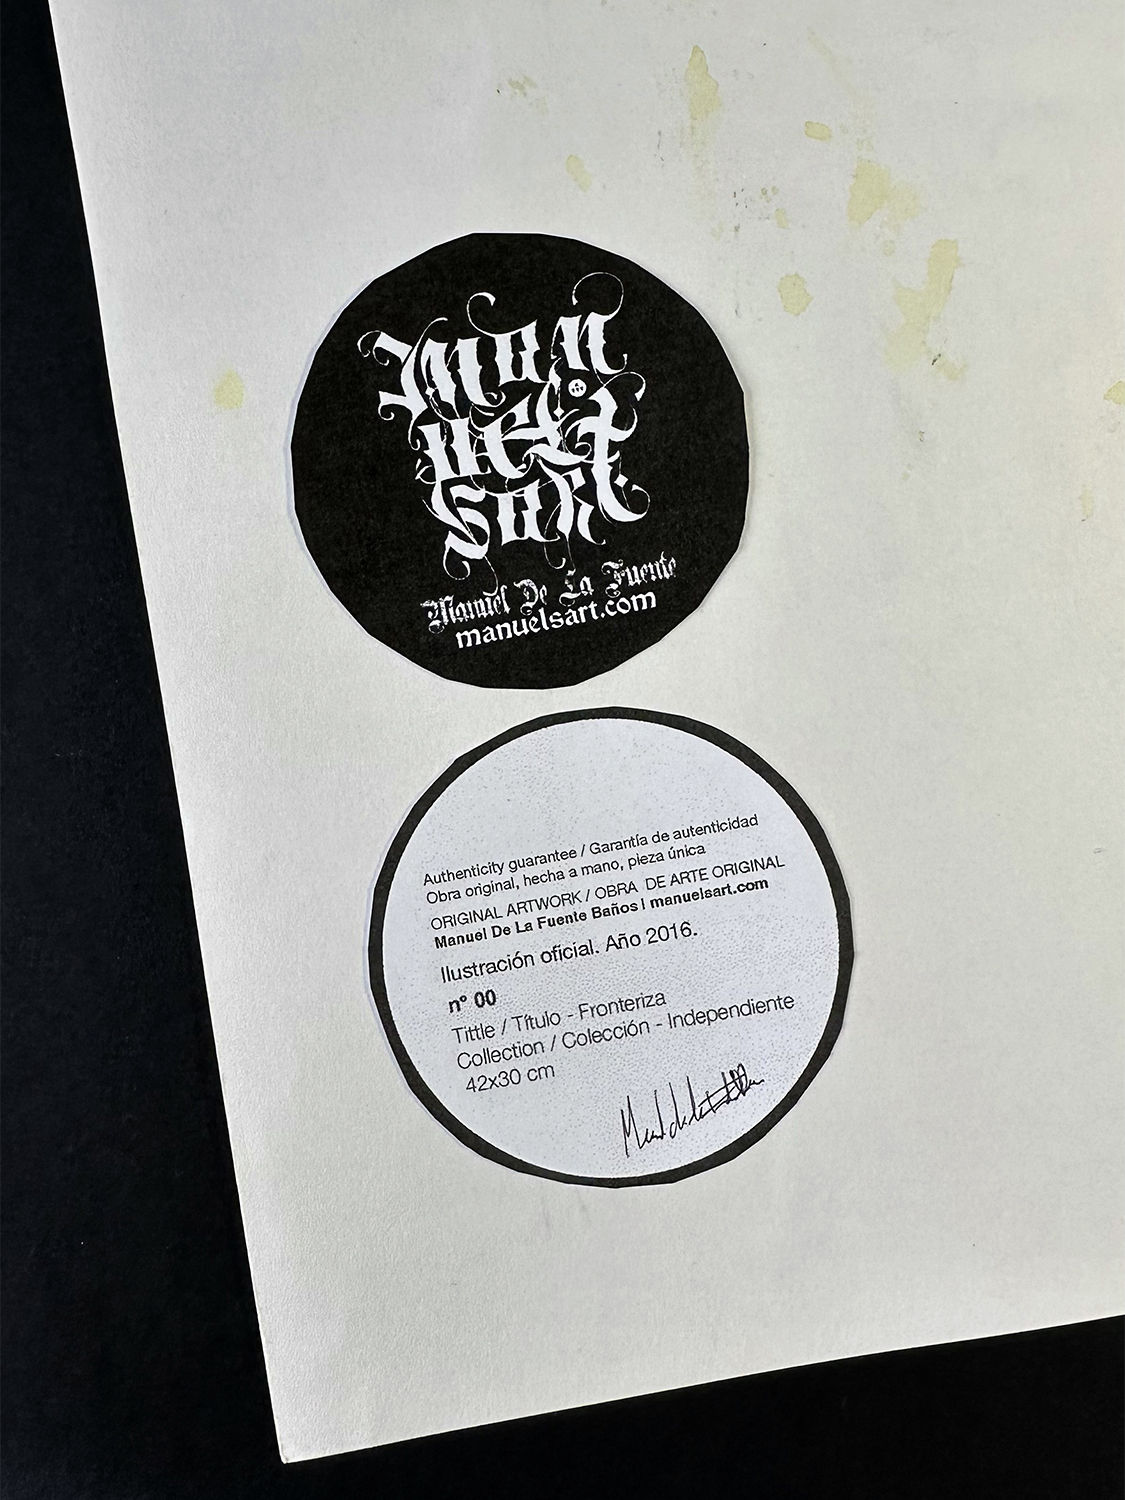 Man
uel
sart
Manuel De La Fuente
manuelsart.com
Authenticity guarantee / Garantía de autenticidad
Obra original, hecha a mano, pieza única
ORIGINAL ARTWORK / OBRA DE ARTE ORIGINAL
Manuel De La Fuente Baños | manuelsart.com
Ilustración oficial. Año 2016.
nº 00
Tittle / Título - Fronteriza
Collection / Colección - Independiente
42x30 cm